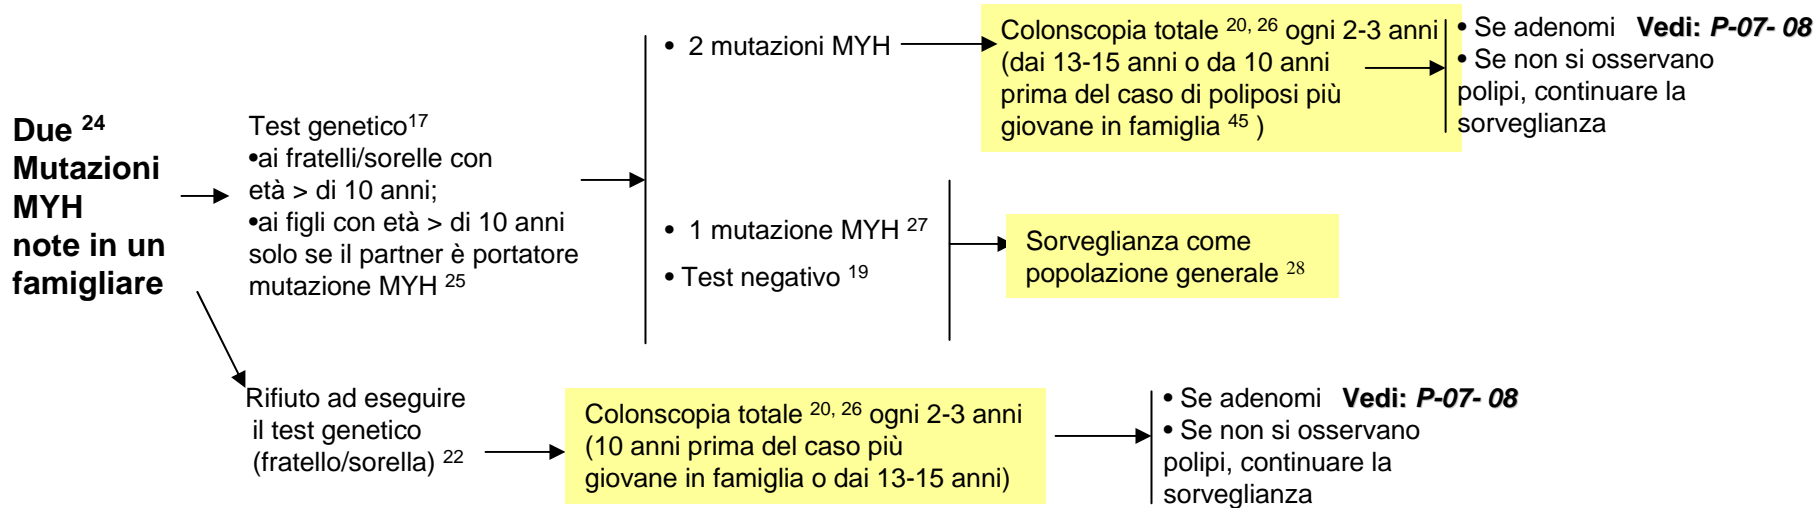 Due 24
Mutazioni
MYH
note in un
famigliare
Test genetico17
•ai fratelli/sorelle con
età > di 10 anni;
•ai figli con età > di 10 anni
solo se il partner è portatore
mutazione MYH 25
• 2 mutazioni MYH
Colonscopia totale 20, 26 ogni 2-3 anni
(dai 13-15 anni o da 10 anni
prima del caso di poliposi più
giovane in famiglia 45 )
• Se adenomi Vedi: P-07- 08
• Se non si osservano
polipi, continuare la
sorveglianza
• 1 mutazione MYH 27
• Test negativo 19
Sorveglianza come
popolazione generale 28
Rifiuto ad eseguire
il test genetico
(fratello/sorella) 22
Colonscopia totale 20, 26 ogni 2-3 anni
(10 anni prima del caso più
giovane in famiglia o dai 13-15 anni)
• Se adenomi Vedi: P-07- 08
• Se non si osservano
polipi, continuare la
sorveglianza